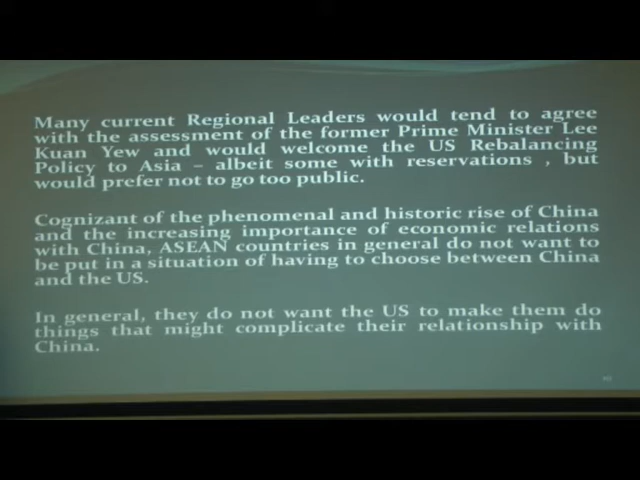 Many current Regional Leaders would tend to agree
with the assessment of the former Prime Minister Lee
Kuan Yew and would welcome the US Rebalancing
Policy to Asia – albeit some with reservations , but
would prefer not to go too public.
Cognizant of the phenomenal and historic rise of China
and the increasing importance of economic relations
with China, ASEAN countries in general do not want to
be put in a situation of having to choose between China
and the US.
In general, they do not want the US to make them do
things that might complicate their relationship with
China.